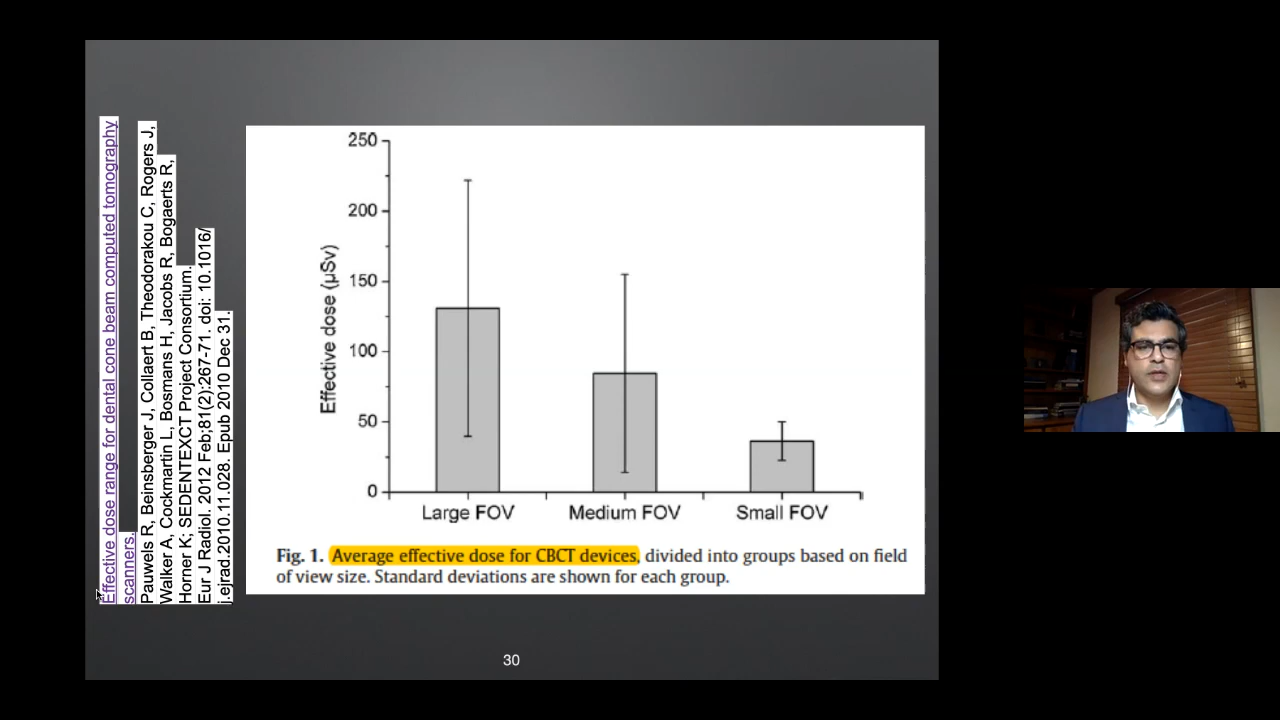 Effective dose range for dental cone beam computed tomography
scanners.
Pauwels R, Beinsberger J, Collaert B, Theodorakou C, Rogers J,
Walker A, Cockmartin L, Bosmans H, Jacobs R, Bogaerts R,
Horner K; SEDENTEXCT Project Consortium.
Eur J Radiol. 2012 Feb;81(2):267-71. doi: 10.1016/
j.ejrad.2010.11.028. Epub 2010 Dec 31.
250
200
150
100
50
0
Effective dose (μSv)
Large FOV Medium FOV Small FOV
Fig. 1. Average effective dose for CBCT devices, divided into groups based on field
of view size. Standard deviations are shown for each group.
30